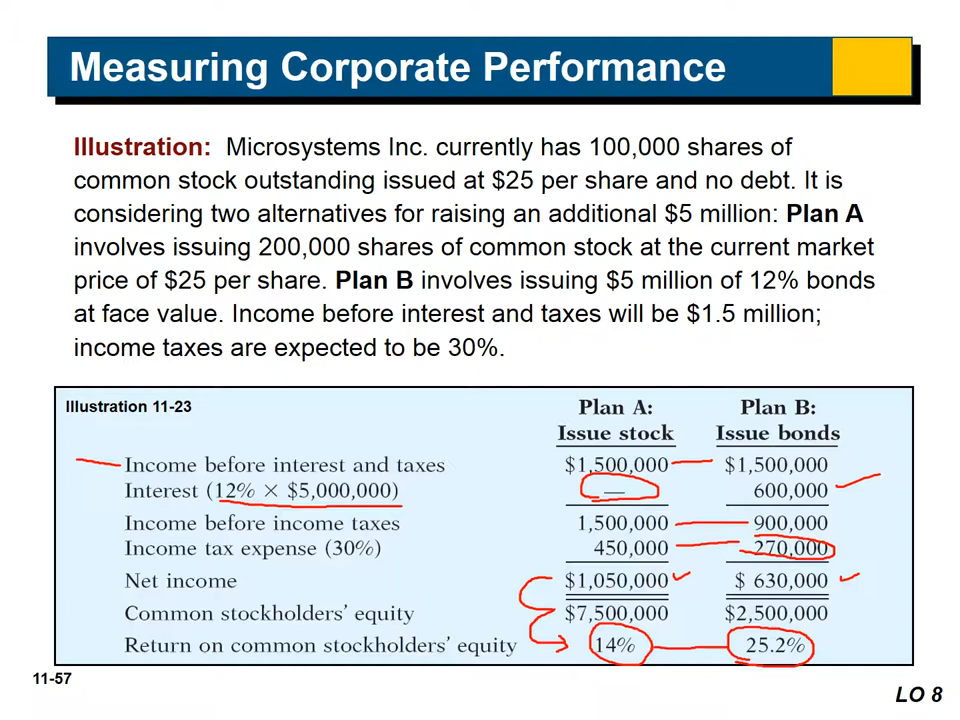 Measuring Corporate Performance
Illustration: Microsystems Inc. currently has 100,000 shares of
common stock outstanding issued at $25 per share and no debt. It is
considering two alternatives for raising an additional $5 million: Plan A
involves issuing 200,000 shares of common stock at the current market
price of $25 per share. Plan B involves issuing $5 million of 12% bonds
at face value. Income before interest and taxes will be $1.5 million;
income taxes are expected to be 30%.
Illustration 11-23
Plan A: Plan B:
Issue stock Issue bonds
Income before interest and taxes $1,500,000 $1,500,000
Interest (12% × $5,000,000) — 600,000
Income before income taxes 1,500,000 900,000
Income tax expense (30%) 450,000 270,000
Net income $1,050,000 $ 630,000
Common stockholders' equity $7,500,000 $2,500,000
Return on common stockholders' equity 14% 25.2%
11-57
LO 8